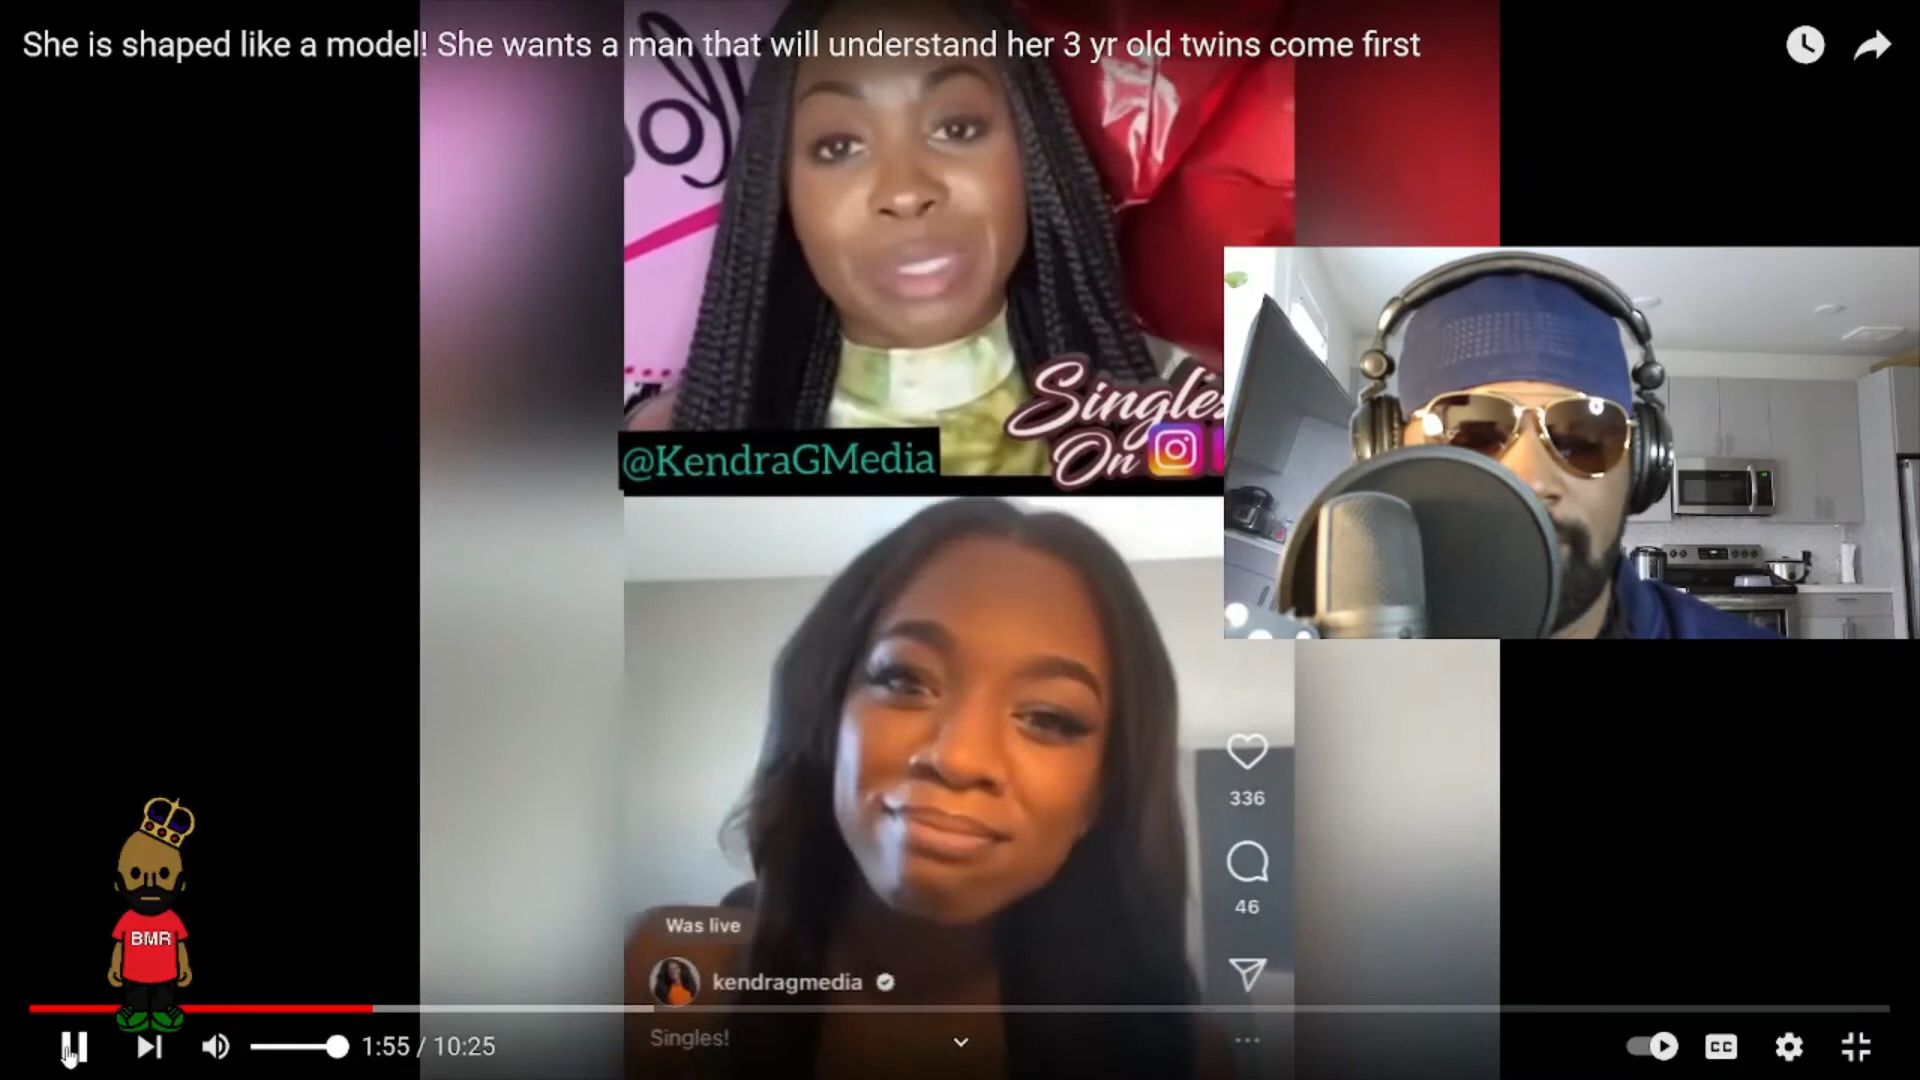 She is shaped like a model! She wants a man that will understand her 3 yr old twins come first
Singles
On
@KendraGMedia
Was live
kendragmedia
Singles!
336
46
BMR
1:55 / 10:25
CC